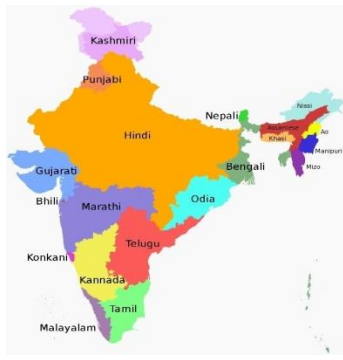 Kashmiri
Punjabi
Nissi
Nepali
Assamese
Hindi
Khasi
Ao
Manipuri
Bengali
Mizo
Gujarati
Odia
Bhili
Marathi
Telugu
Konkani
Kannada
Tamil
Malayalam